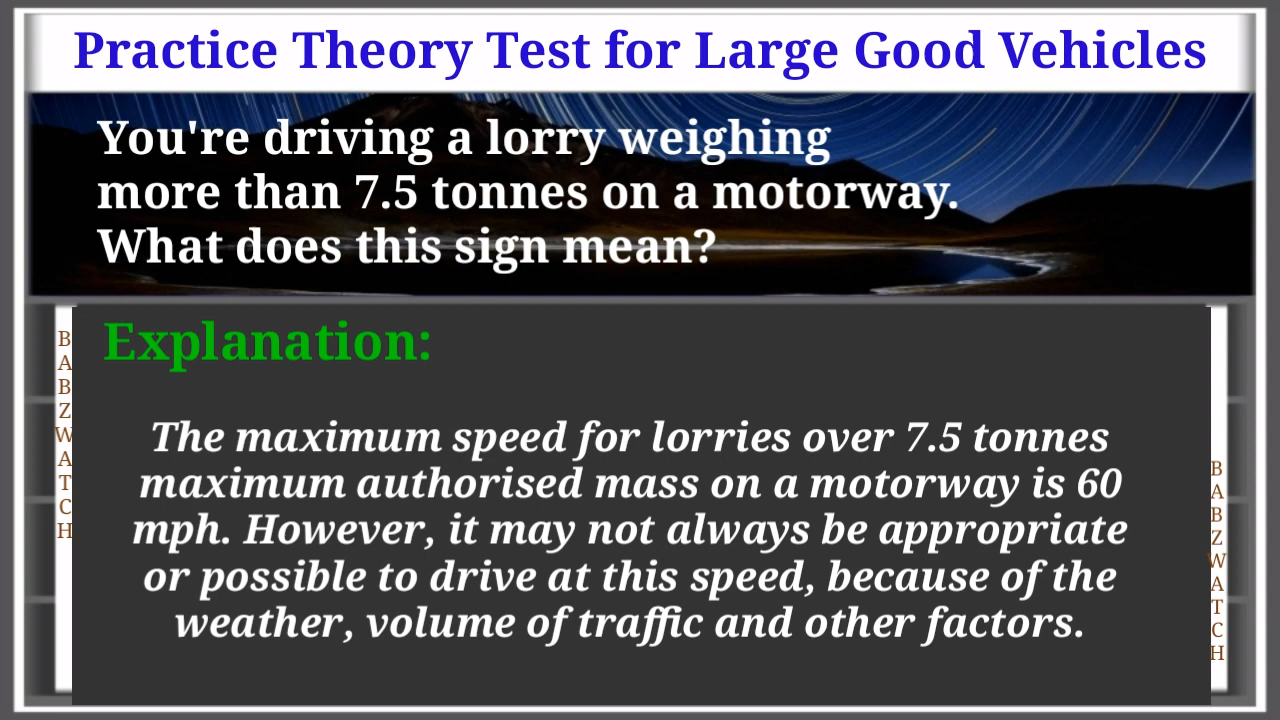 Practice Theory Test for Large Good Vehicles
You're driving a lorry weighing
more than 7.5 tonnes on a motorway.
What does this sign mean?
Explanation:
The maximum speed for lorries over 7.5 tonnes
maximum authorised mass on a motorway is 60
mph. However, it may not always be appropriate
or possible to drive at this speed, because of the
weather, volume of traffic and other factors.
BABZWATCH
BABZWATCH